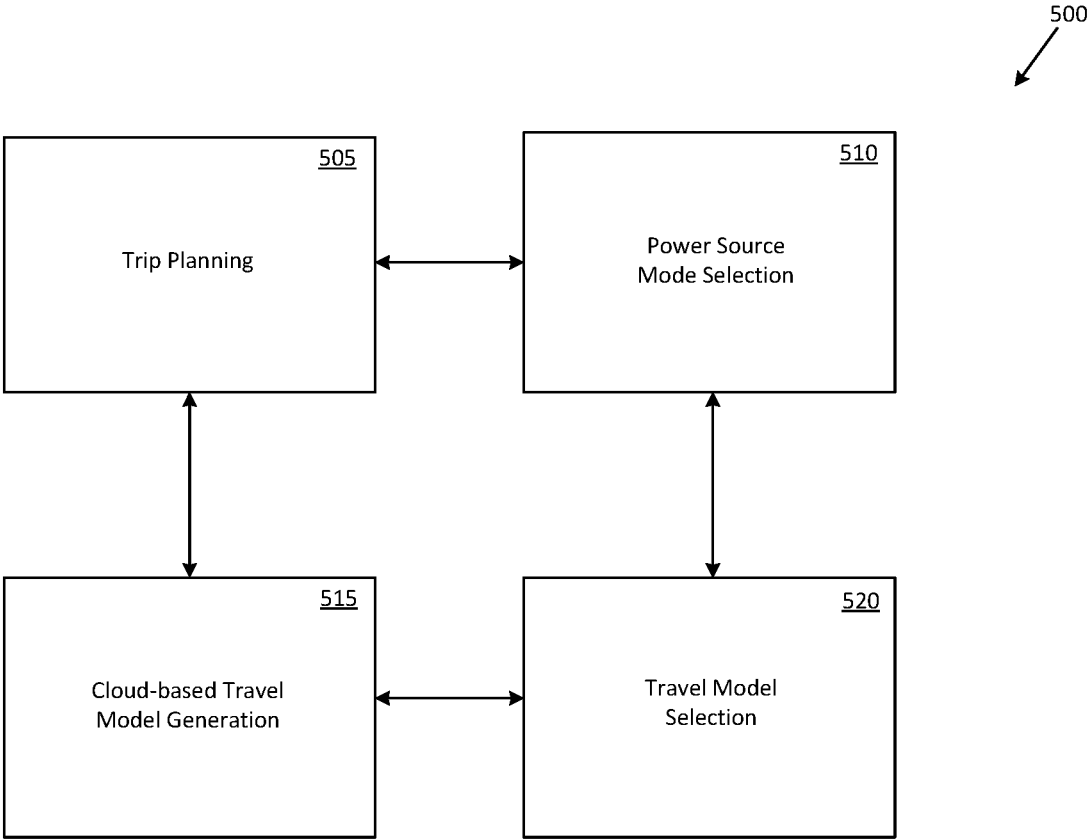 500
505
Trip Planning
510
Power Source
Mode Selection
515
Cloud-based Travel
Model Generation
520
Travel Model
Selection